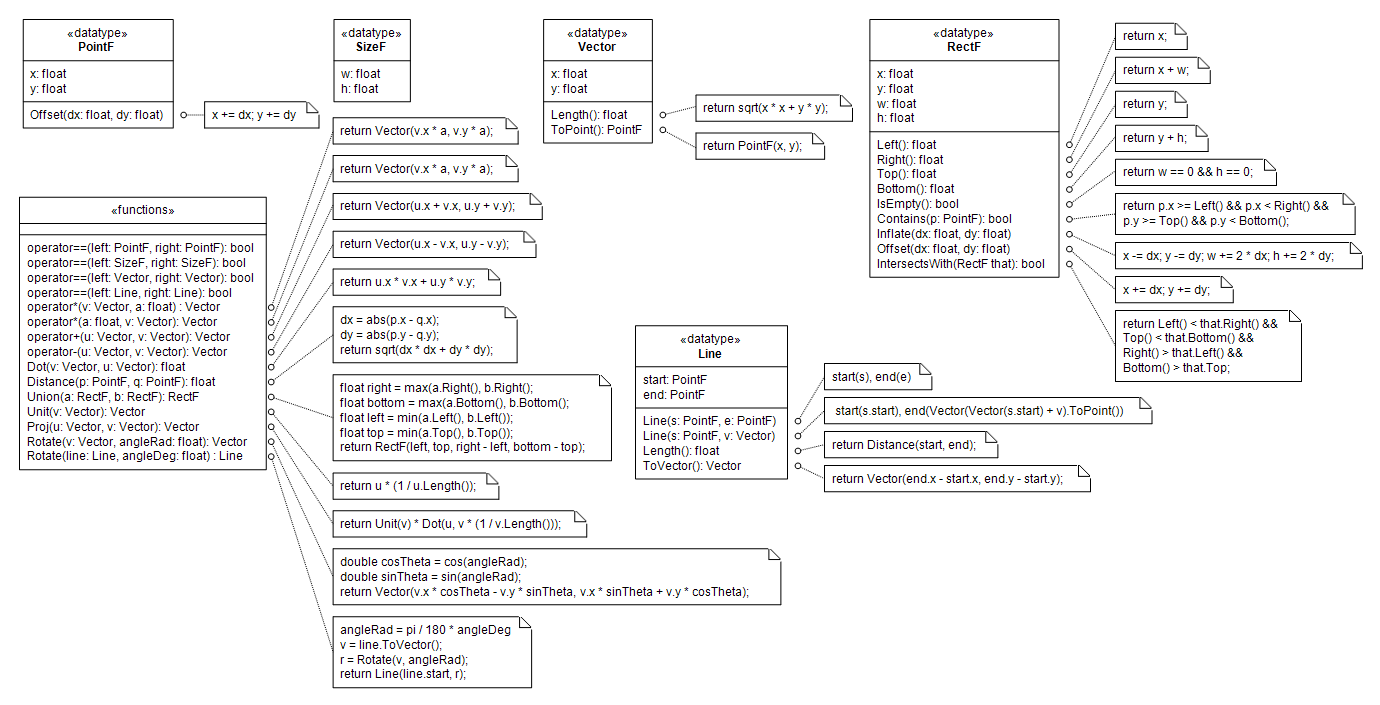 «datatype»
PointF
x: float
y: float
Offset(dx: float, dy: float)
x += dx; y += dy
«datatype»
SizeF
w: float
h: float
«datatype»
Vector
x: float
y: float
Length(): float
ToPoint(): PointF
return sqrt(x * x + y * y);
return PointF(x, y);
«datatype»
RectF
x: float
y: float
w: float
h: float
Left(): float
Right(): float
Top(): float
Bottom(): float
IsEmpty(): bool
Contains(p: PointF): bool
Inflate(dx: float, dy: float)
Offset(dx: float, dy: float)
IntersectsWith(RectF that): bool
return x;
return x + w;
return y;
return y + h;
return w == 0 && h == 0;
return p.x >= Left() && p.x < Right() &&
p.y >= Top() && p.y < Bottom();
x -= dx; y -= dy; w += 2 * dx; h += 2 * dy;
x += dx; y += dy;
return Left() < that.Right() &&
Top() < that.Bottom() &&
Right() > that.Left() &&
Bottom() > that.Top;
«functions»
operator==(left: PointF, right: PointF): bool
operator==(left: SizeF, right: SizeF): bool
operator==(left: Vector, right: Vector): bool
operator==(left: Line, right: Line): bool
operator*(v: Vector, a: float) : Vector
operator*(a: float, v: Vector): Vector
operator+(u: Vector, v: Vector): Vector
operator-(u: Vector, v: Vector): Vector
Dot(v: Vector, u: Vector): float
Distance(p: PointF, q: PointF): float
Union(a: RectF, b: RectF): RectF
Unit(v: Vector): Vector
Proj(u: Vector, v: Vector): Vector
Rotate(v: Vector, angleRad: float): Vector
Rotate(line: Line, angleDeg: float) : Line
return Vector(v.x * a, v.y * a);
return Vector(v.x * a, v.y * a);
return Vector(u.x + v.x, u.y + v.y);
return Vector(u.x - v.x, u.y - v.y);
return u.x * v.x + u.y * v.y;
dx = abs(p.x - q.x);
dy = abs(p.y - q.y);
return sqrt(dx * dx + dy * dy);
float right = max(a.Right(), b.Right();
float bottom = max(a.Bottom(), b.Bottom();
float left = min(a.Left(), b.Left());
float top = min(a.Top(), b.Top());
return RectF(left, top, right - left, bottom - top);
return u * (1 / u.Length());
return Unit(v) * Dot(u, v * (1 / v.Length()));
double cosTheta = cos(angleRad);
double sinTheta = sin(angleRad);
return Vector(v.x * cosTheta - v.y * sinTheta, v.x * sinTheta + v.y * cosTheta);
angleRad = pi / 180 * angleDeg
v = line.ToVector();
r = Rotate(v, angleRad);
return Line(line.start, r);
«datatype»
Line
start: PointF
end: PointF
Line(s: PointF, e: PointF)
Line(s: PointF, v: Vector)
Length(): float
ToVector(): Vector
start(s), end(e)
start(s.start), end(Vector(Vector(s.start) + v).ToPoint())
return Distance(start, end);
return Vector(end.x - start.x, end.y - start.y);